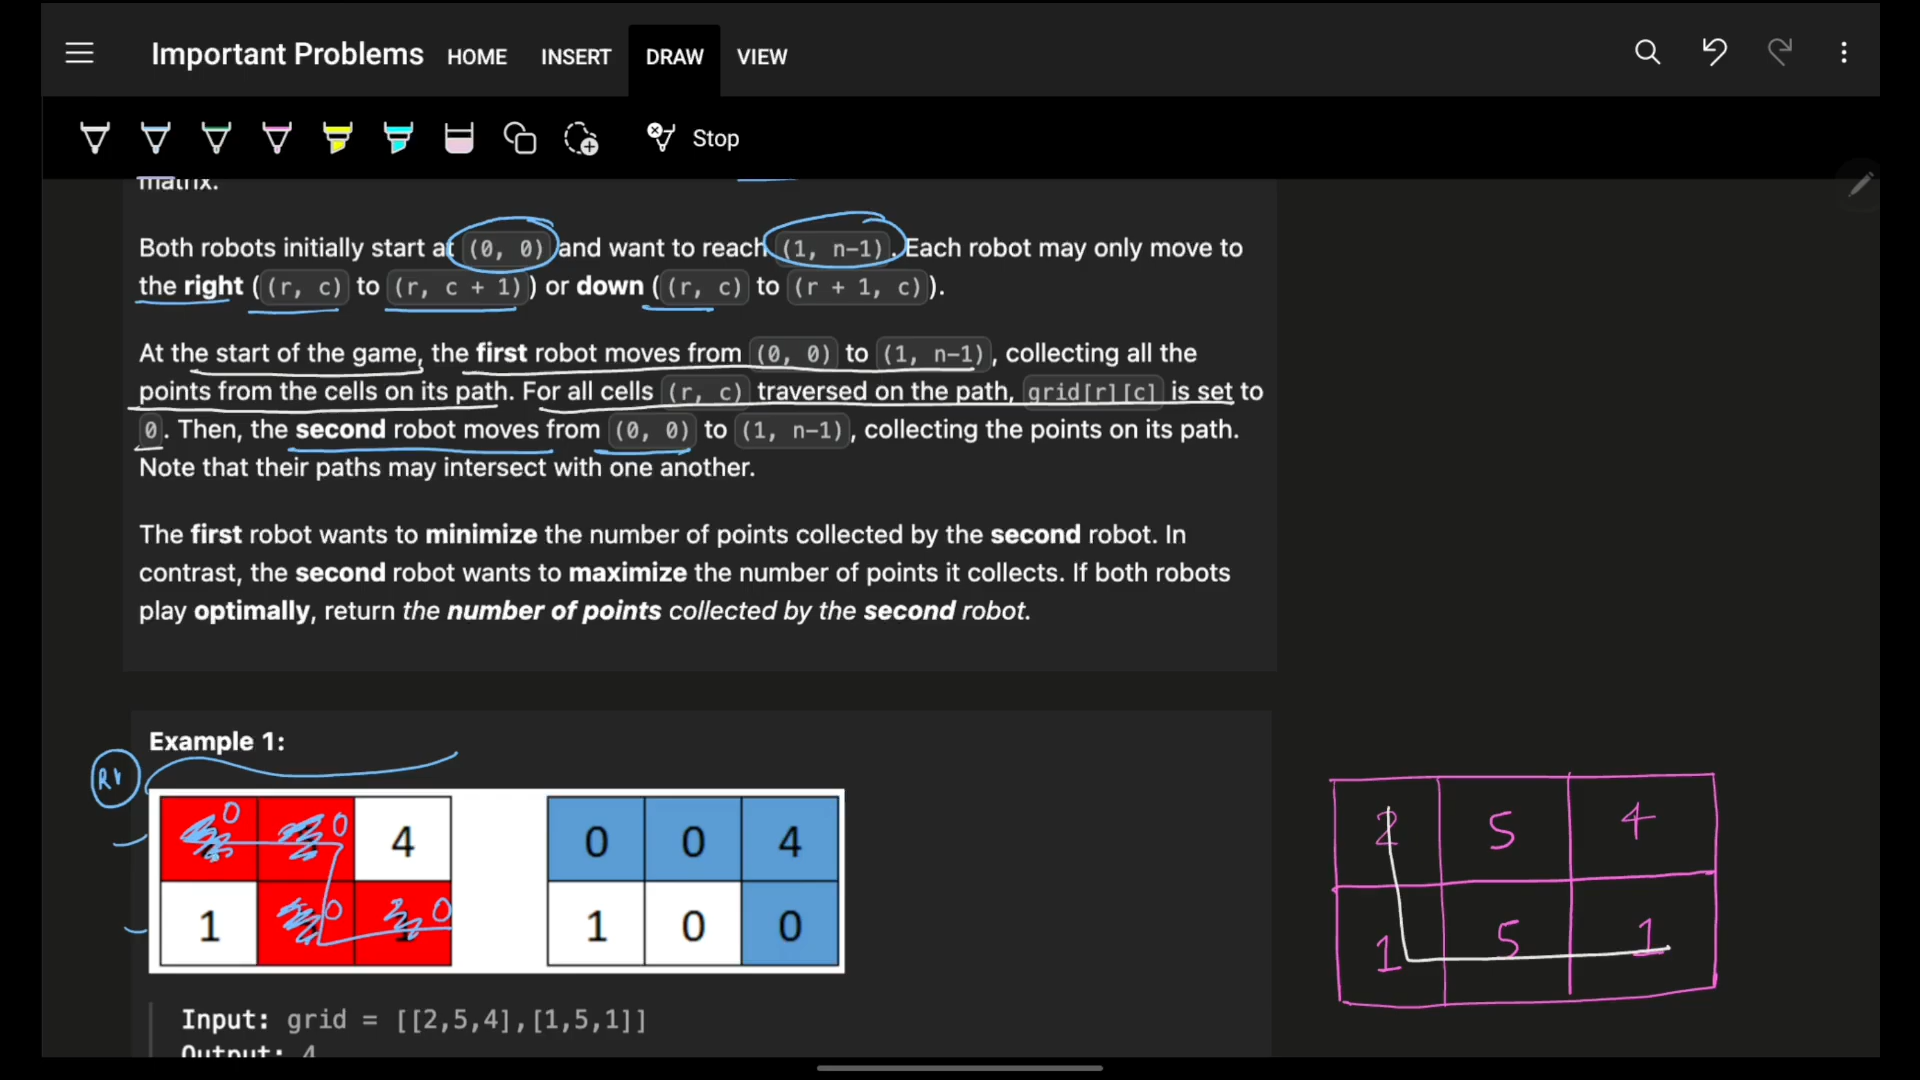 Important Problems HOME INSERT DRAW VIEW
Stop
matrix.
Both robots initially start at (0, 0) and want to reach (1, n-1). Each robot may only move to
the right ((r, c) to (r, c + 1)) or down ((r, c) to (r + 1, c)).
At the start of the game, the first robot moves from (0, 0) to (1, n-1), collecting all the
points from the cells on its path. For all cells (r, c) traversed on the path, grid[r][c] is set to
0. Then, the second robot moves from (0, 0) to (1, n-1), collecting the points on its path.
Note that their paths may intersect with one another.
The first robot wants to minimize the number of points collected by the second robot. In
contrast, the second robot wants to maximize the number of points it collects. If both robots
play optimally, return the number of points collected by the second robot.
Example 1:
R1
0 0 4
1 0 0
0 0 4
1 0 0
2 5 4
1 5 1
Input: grid = [[2,5,4],[1,5,1]]
Output: 4